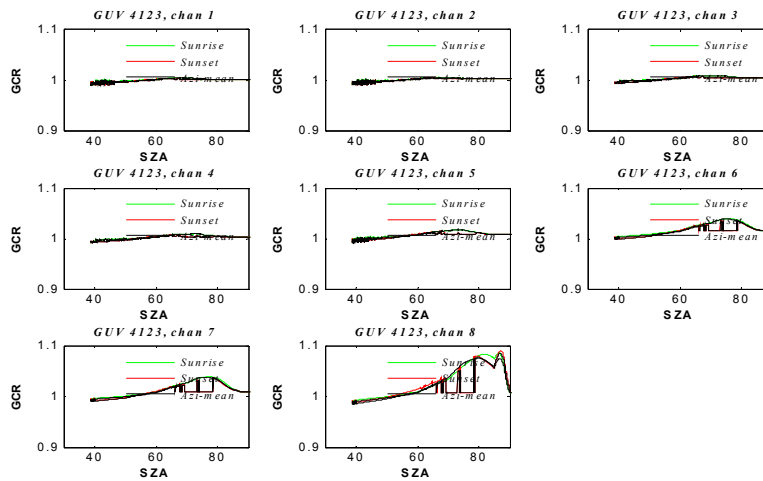 GUV 4123, chan 1
GUV 4123, chan 2
GUV 4123, chan 3
1.1
Sunrise
Sunset
Azi-mean
1
0.9
GCR
40
60
80
SZA
1.1
Sunrise
Sunset
Azi-mean
1
0.9
GCR
40
60
80
SZA
1.1
Sunrise
Sunset
Azi-mean
1
0.9
GCR
40
60
80
SZA
GUV 4123, chan 4
GUV 4123, chan 5
GUV 4123, chan 6
1.1
Sunrise
Sunset
Azi-mean
1
0.9
GCR
40
60
80
SZA
1.1
Sunrise
Sunset
Azi-mean
1
0.9
GCR
40
60
80
SZA
1.1
Sunrise
Sunset
Azi-mean
1
0.9
GCR
40
60
80
SZA
GUV 4123, chan 7
GUV 4123, chan 8
1.1
Sunrise
Sunset
Azi-mean
1
0.9
GCR
40
60
80
SZA
1.1
Sunrise
Sunset
Azi-mean
1
0.9
GCR
40
60
80
SZA